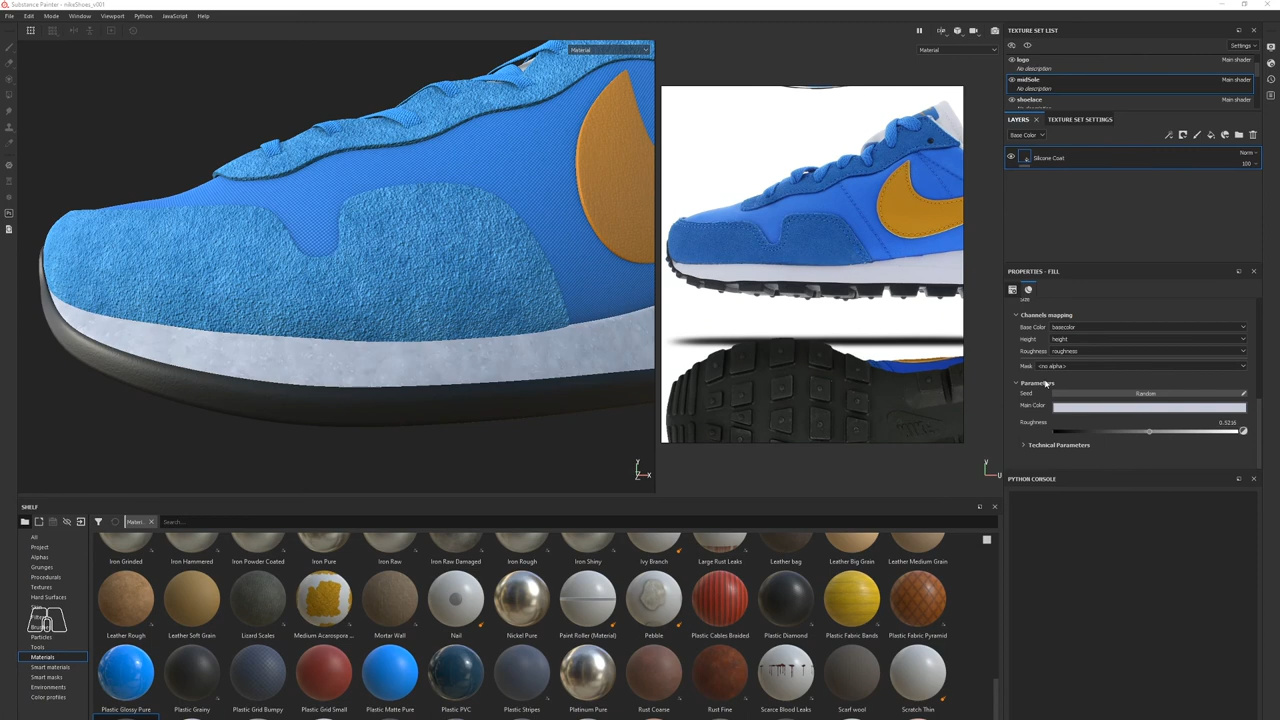 Substance Painter - nikeShoes_v001
File Edit Mode Window Viewport Python JavaScript Help
Material
Material
TEXTURE SET LIST
Settings
logo Main shader
No description
midSole Main shader
No description
shoelace Main shader
LAYERS TEXTURE SET SETTINGS
Base Color
Silicone Coat Norm
100
PROPERTIES - FILL
Size
Channels mapping
Base Color basecolor
Height height
Roughness roughness
Mask <no alpha>
Parameters
Seed Random
Main Color
Roughness 0.5216
Technical Parameters
Y
X
Z
V
U
PYTHON CONSOLE
SHELF
Materi... Search...
All
Project
Alphas
Grunges
Procedurals
Textures
Hard Surfaces
Particles
Tools
Materials
Smart materials
Smart masks
Environments
Color profiles
Iron Grinded Iron Hammered Iron Powder Coated Iron Pure Iron Raw Iron Raw Damaged Iron Rough Iron Shiny Ivy Branch Large Rust Leaks Leather bag Leather Big Grain Leather Medium Grain
Leather Rough Leather Soft Grain Lizard Scales Medium Acarospora ... Mortar Wall Nail Nickel Pure Paint Roller (Material) Pebble Plastic Cables Braided Plastic Diamond Plastic Fabric Bands Plastic Fabric Pyramid
Plastic Glossy Pure Plastic Grainy Plastic Grid Bumpy Plastic Grid Small Plastic Matte Pure Plastic PVC Plastic Stripes Platinum Pure Rust Coarse Rust Fine Scarce Blood Leaks Scarf wool Scratch Thin